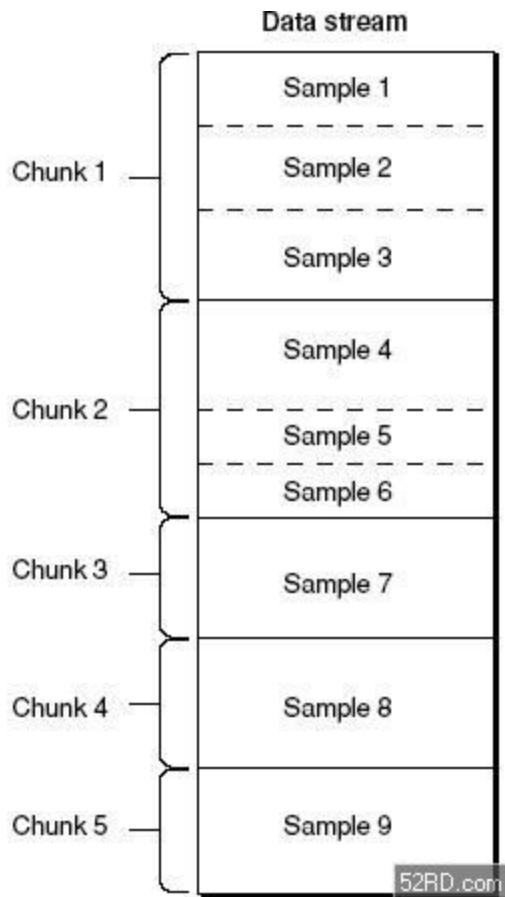 Data stream
Sample 1
Chunk 1
Sample 2
Sample 3
Sample 4
Chunk 2
Sample 5
Sample 6
Chunk 3
Sample 7
Chunk 4
Sample 8
Chunk 5
Sample 9
52RD.com